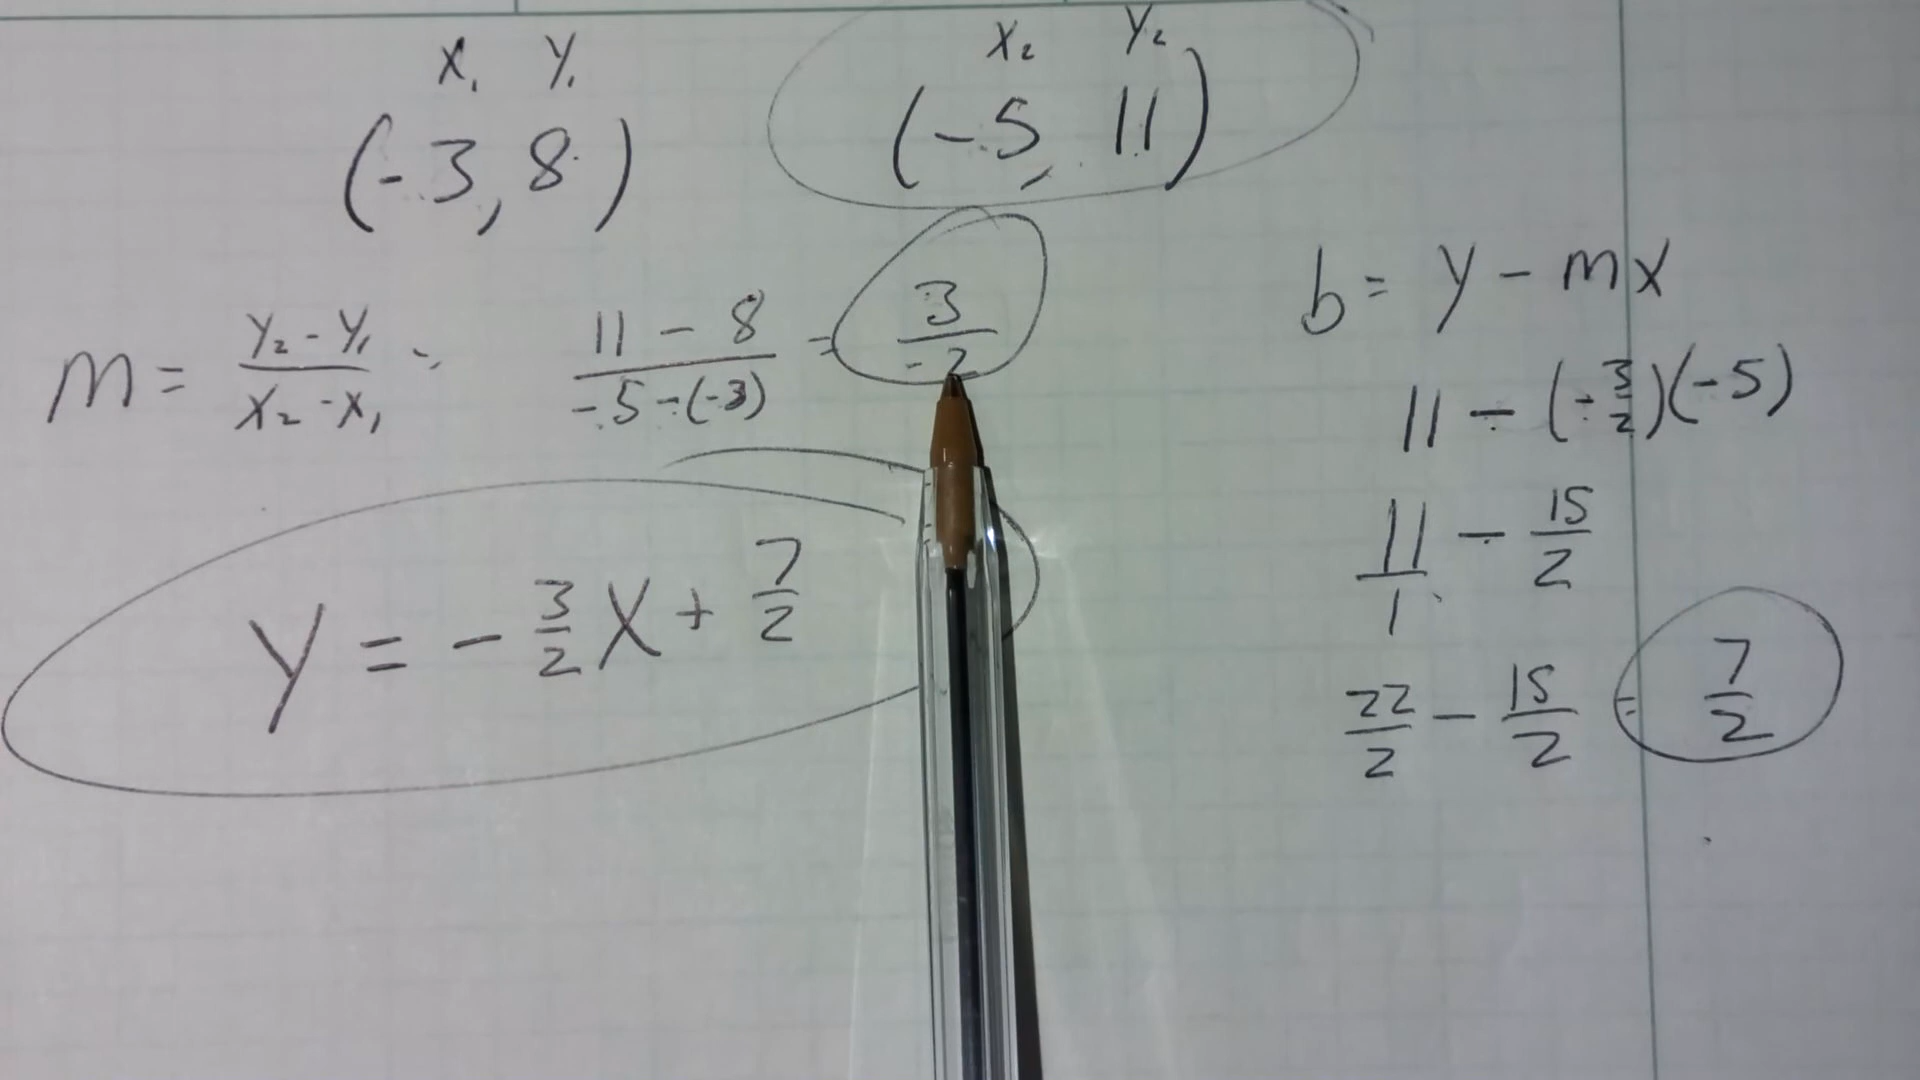 x₁ y₁
(-3, 8)
x₂ y₂
(-5, 11)
m = y₂ - y₁ / x₂ - x₁ = 11 - 8 / -5 - (-3) = 3 / -2
y = - 3/2 x + 7/2
b = y - mx
11 - (-3/2)(-5)
11/1 - 15/2
22/2 - 15/2 = 7/2